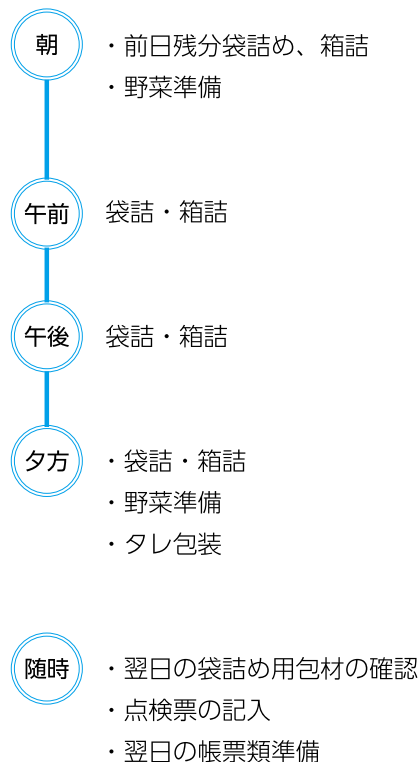 朝
・前日残分袋詰め、箱詰
・野菜準備
午前
袋詰・箱詰
午後
袋詰・箱詰
夕方
・袋詰・箱詰
・野菜準備
・タレ包装
随時
・翌日の袋詰め用包材の確認
・点検票の記入
・翌日の帳票類準備